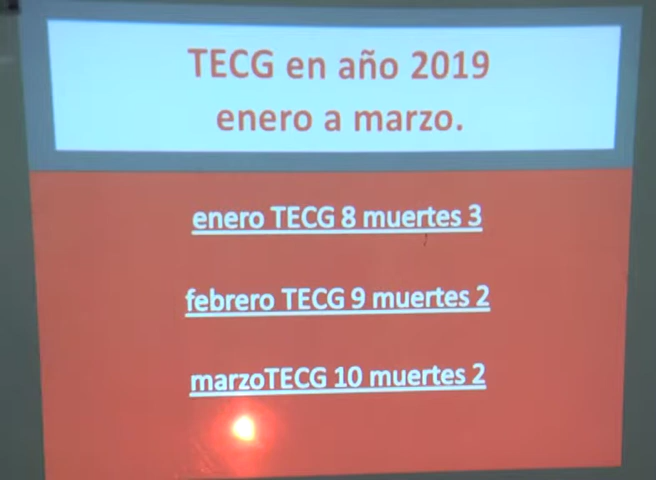 TECG en año 2019
enero a marzo.
enero TECG 8 muertes 3
febrero TECG 9 muertes 2
marzoTECG 10 muertes 2